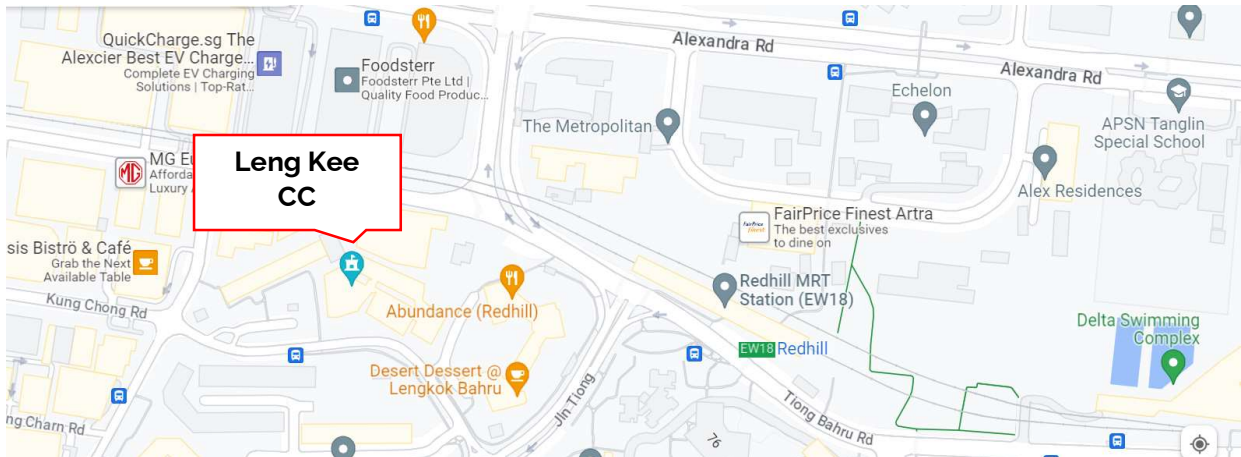 QuickCharge.sg The
Alexcier Best EV Charge...
Complete EV Charging
Solutions | Top-Rat...
Foodsterr
Foodsterr Pte Ltd |
Quality Food Produc...
Alexandra Rd
Alexandra Rd
Echelon
The Metropolitan
APSN Tanglin
Special School
Alex Residences
MG
Luxury
Leng Kee
CC
FairPrice Finest Artra
The best exclusives
to dine on
sis Biströ & Café
Grab the Next
Available Table
Kung Chong Rd
Abundance (Redhill)
Redhill MRT
Station (EW18)
EW18 Redhill
Delta Swimming
Complex
Desert Dessert @
Lengkok Bahru
Jln Tiong
Tiong Bahru Rd
76
ng Charn Rd